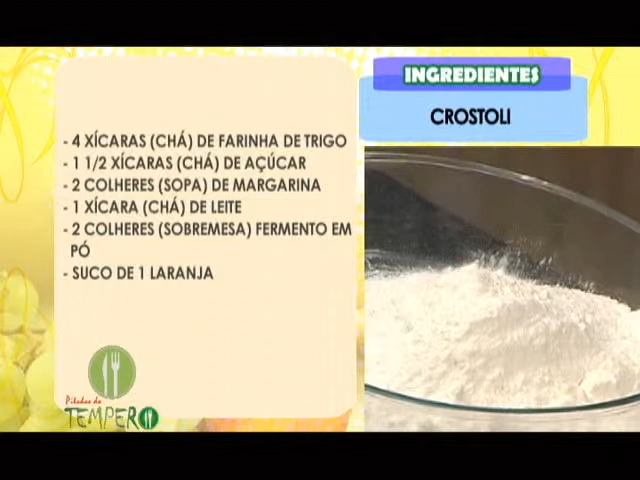 INGREDIENTES
CROSTOLI
- 4 XÍCARAS (CHÁ) DE FARINHA DE TRIGO
- 1 1/2 XÍCARAS (CHÁ) DE AÇÚCAR
- 2 COLHERES (SOPA) DE MARGARINA
- 1 XÍCARA (CHÁ) DE LEITE
- 2 COLHERES (SOBREMESA) FERMENTO EM
PÓ
- SUCO DE 1 LARANJA
Pitadas de
TEMPERO